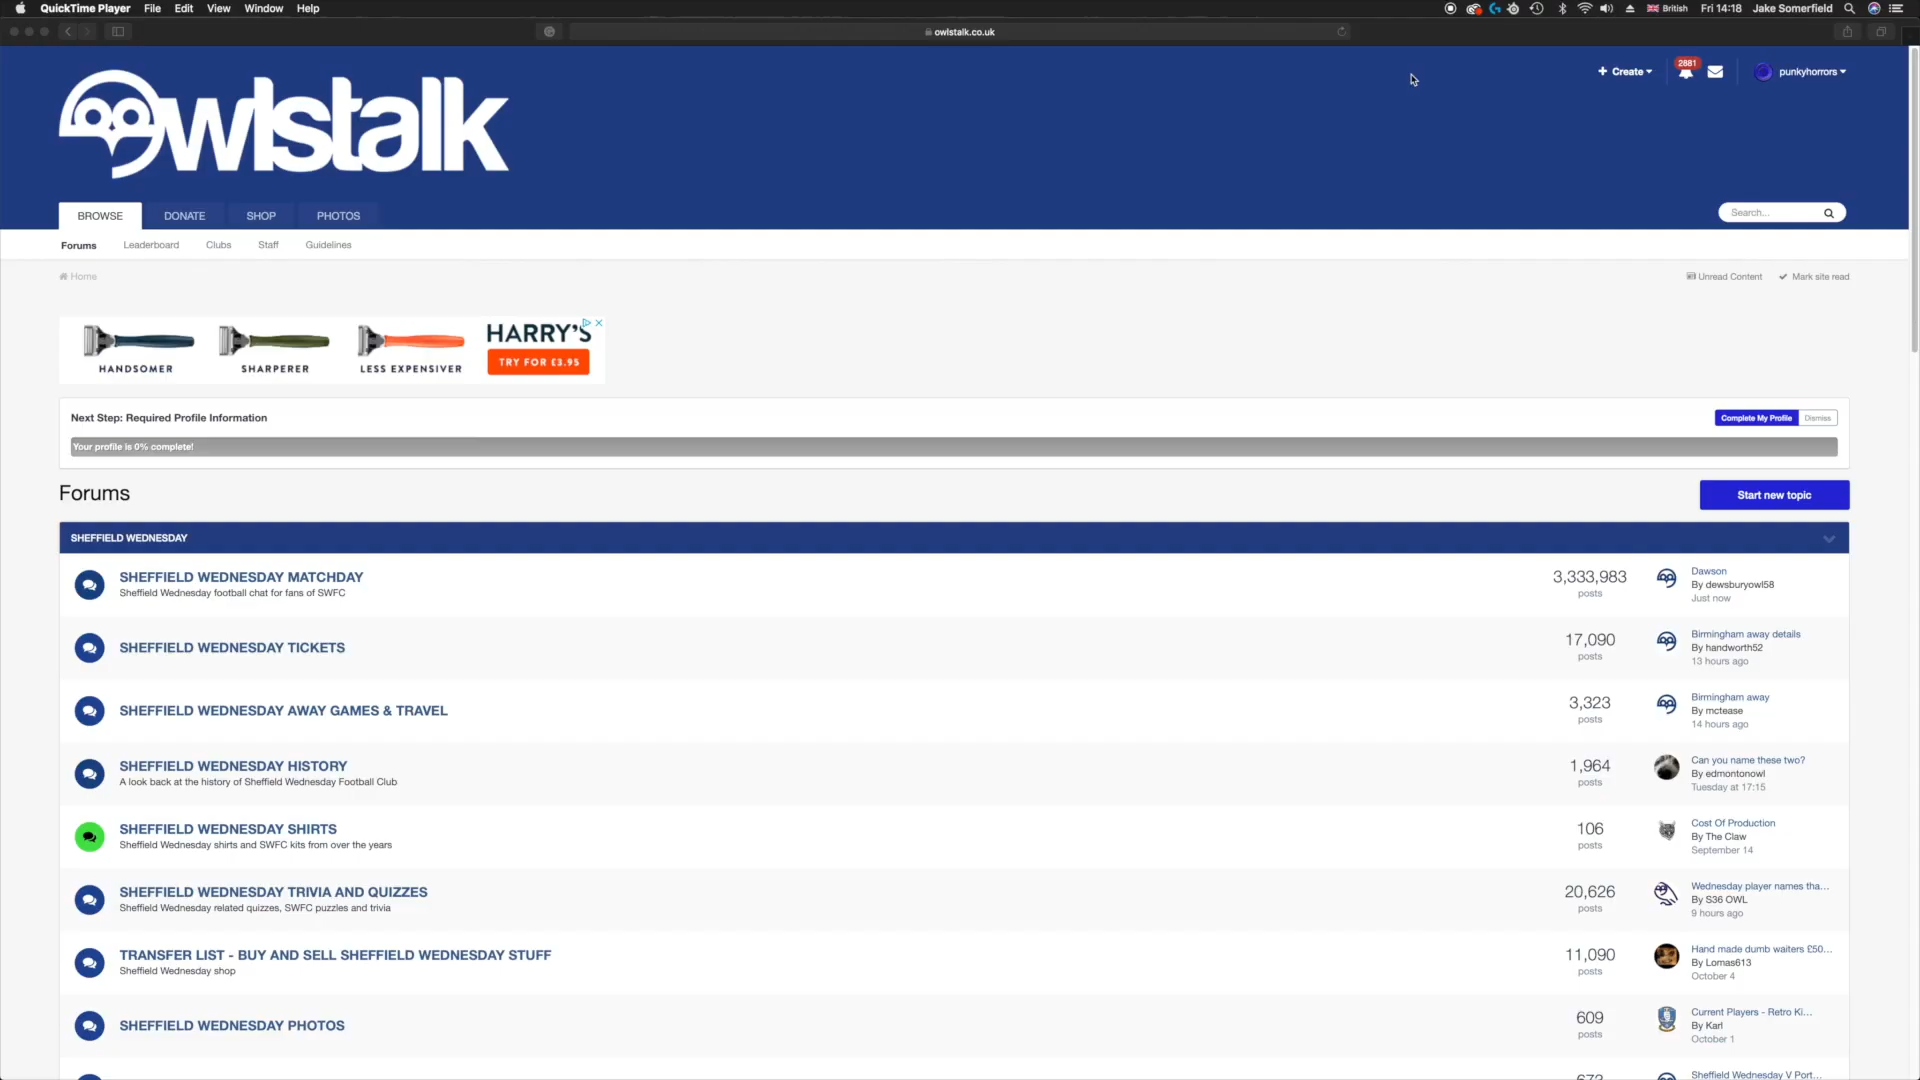 QuickTime Player File Edit View Window Help British Fri 14:18 Jake Somerfield
owlstalk.co.uk
owlstalk
+ Create 2881 punkyhorrors
BROWSE DONATE SHOP PHOTOS Search...
Forums Leaderboard Clubs Staff Guidelines
Home Unread Content Mark site read
HARRY'S
TRY FOR £3.95
HANDSOMER SHARPERER LESS EXPENSIVER
Next Step: Required Profile Information Complete My Profile Dismiss
Your profile is 0% complete!
Forums Start new topic
SHEFFIELD WEDNESDAY
SHEFFIELD WEDNESDAY MATCHDAY
Sheffield Wednesday football chat for fans of SWFC
3,333,983
posts
Dawson
By dewsburyowl58
Just now
SHEFFIELD WEDNESDAY TICKETS
17,090
posts
Birmingham away details
By handworth52
13 hours ago
SHEFFIELD WEDNESDAY AWAY GAMES & TRAVEL
3,323
posts
Birmingham away
By mctease
14 hours ago
SHEFFIELD WEDNESDAY HISTORY
A look back at the history of Sheffield Wednesday Football Club
1,964
posts
Can you name these two?
By edmontonowl
Tuesday at 17:15
SHEFFIELD WEDNESDAY SHIRTS
Sheffield Wednesday shirts and SWFC kits from over the years
106
posts
Cost Of Production
By The Claw
September 14
SHEFFIELD WEDNESDAY TRIVIA AND QUIZZES
Sheffield Wednesday related quizzes, SWFC puzzles and trivia
20,626
posts
Wednesday player names tha...
By S36 OWL
9 hours ago
TRANSFER LIST - BUY AND SELL SHEFFIELD WEDNESDAY STUFF
Sheffield Wednesday shop
11,090
posts
Hand made dumb waiters £50...
By Lomas613
October 4
SHEFFIELD WEDNESDAY PHOTOS
609
posts
Current Players - Retro Ki...
By Karl
October 1
Sheffield Wednesday V Port...